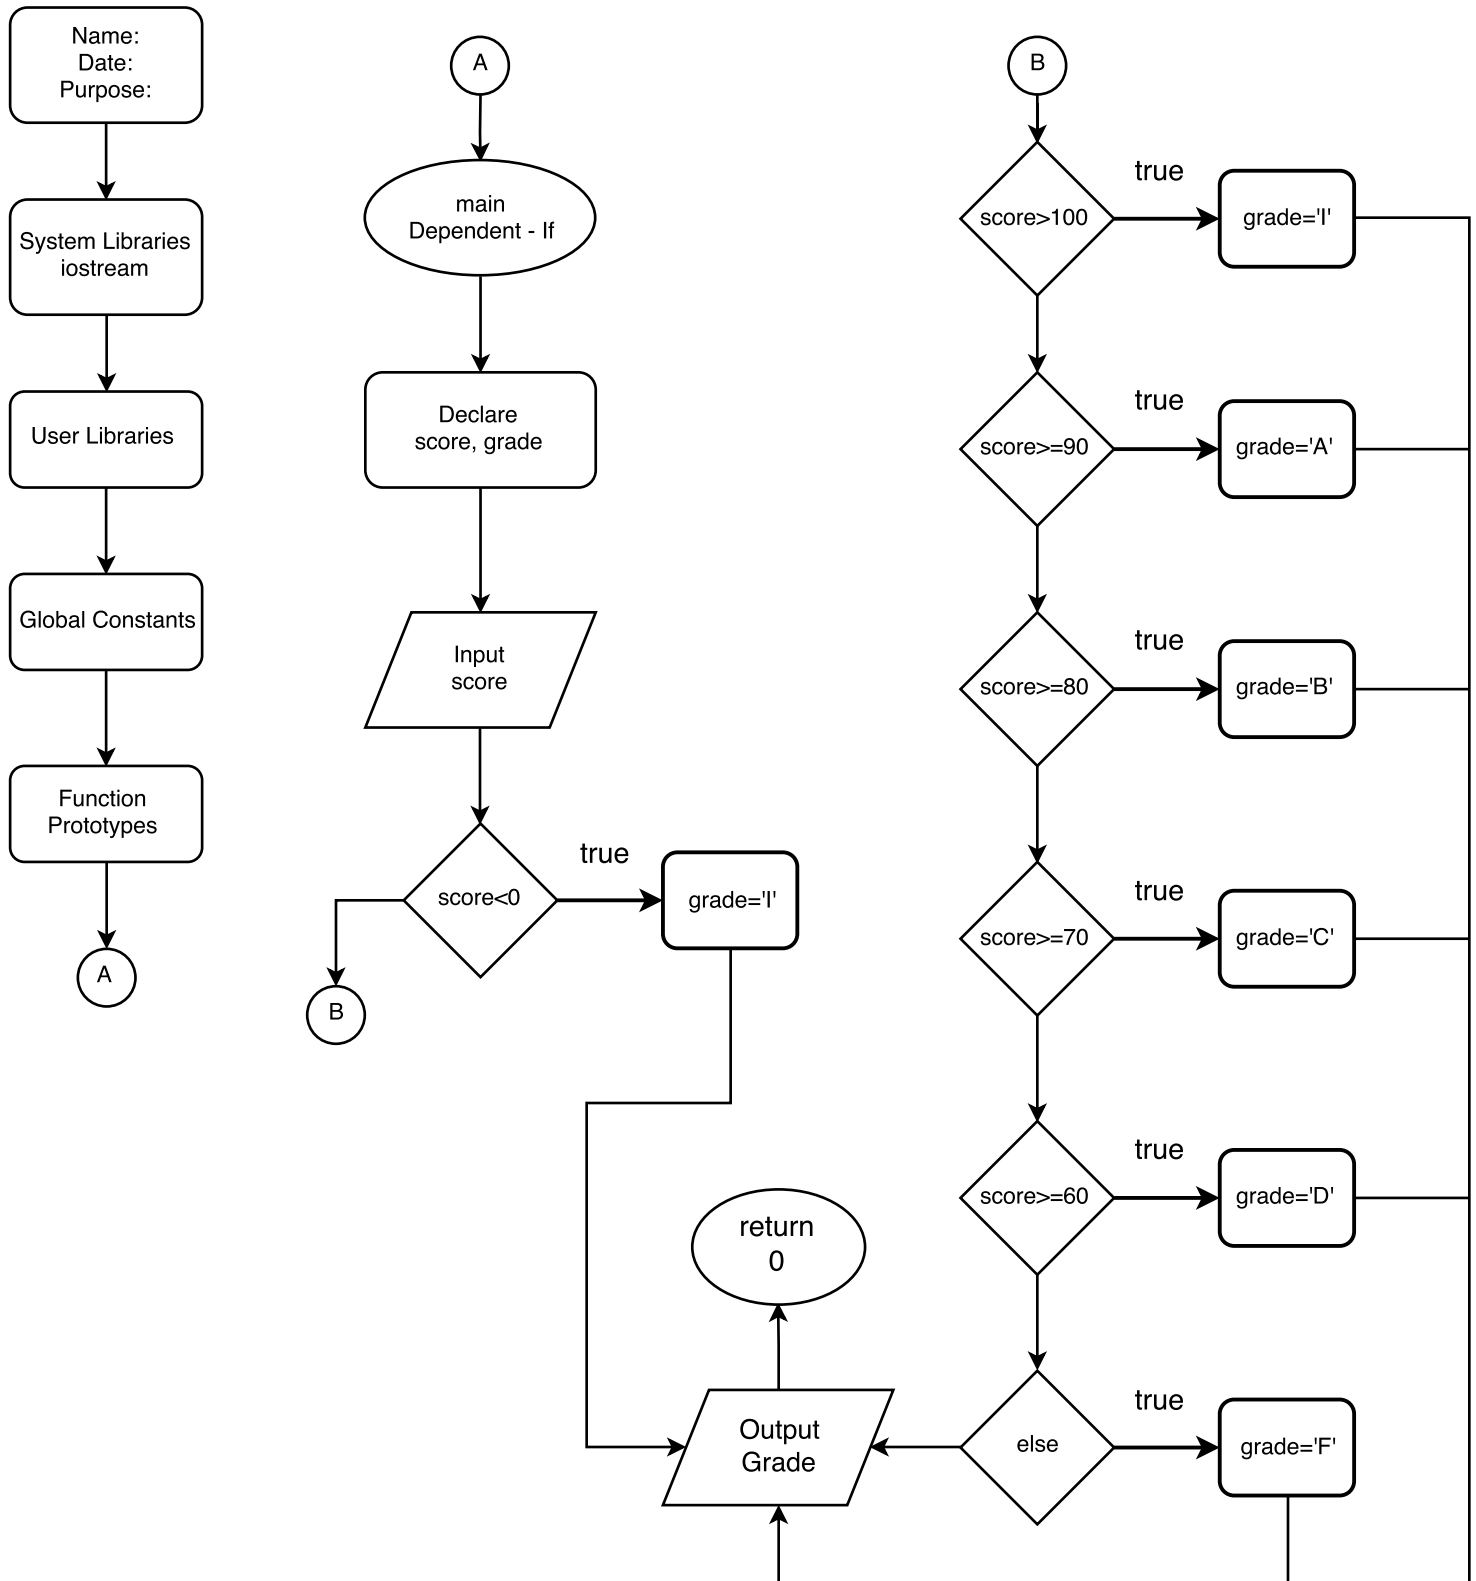 Name:
Date:
Purpose:
System Libraries
iostream
User Libraries
Global Constants
Function
Prototypes
A
A
main
Dependent - If
Declare
score, grade
Input
score
score<0
true
grade='I'
B
B
score>100
true
grade='I'
score>=90
true
grade='A'
score>=80
true
grade='B'
score>=70
true
grade='C'
score>=60
true
grade='D'
else
true
grade='F'
Output
Grade
return
0